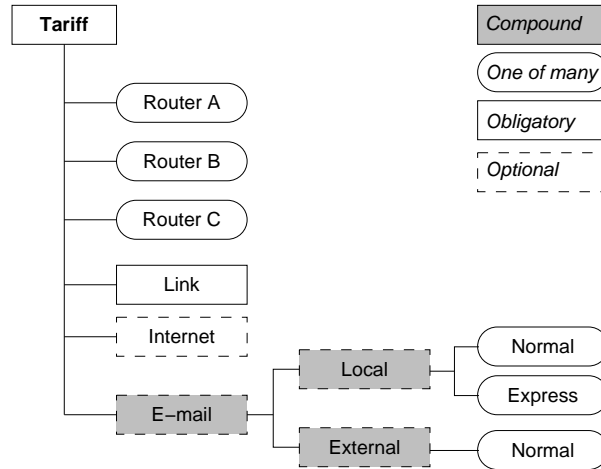 Tariff
Compound
One of many
Obligatory
Optional
Router A
Router B
Router C
Link
Internet
E−mail
Local
Normal
Express
External
Normal